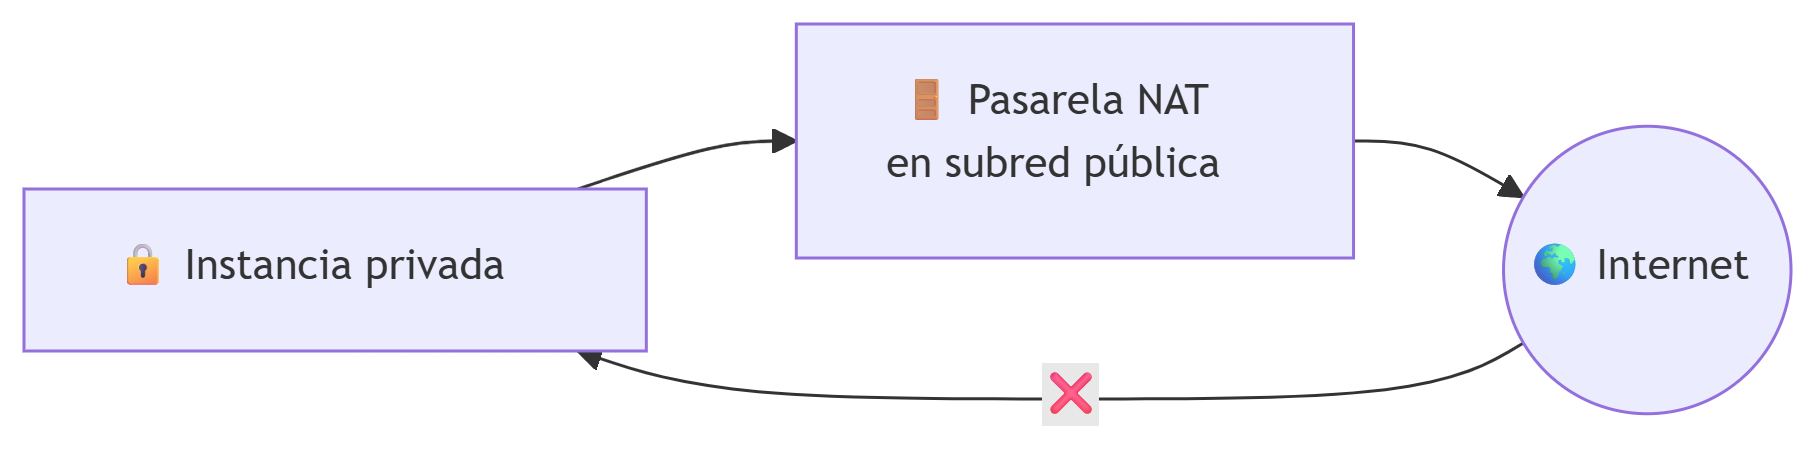 🚪 Pasarela NAT
en subred pública
🔒 Instancia privada
🌍 Internet
❌